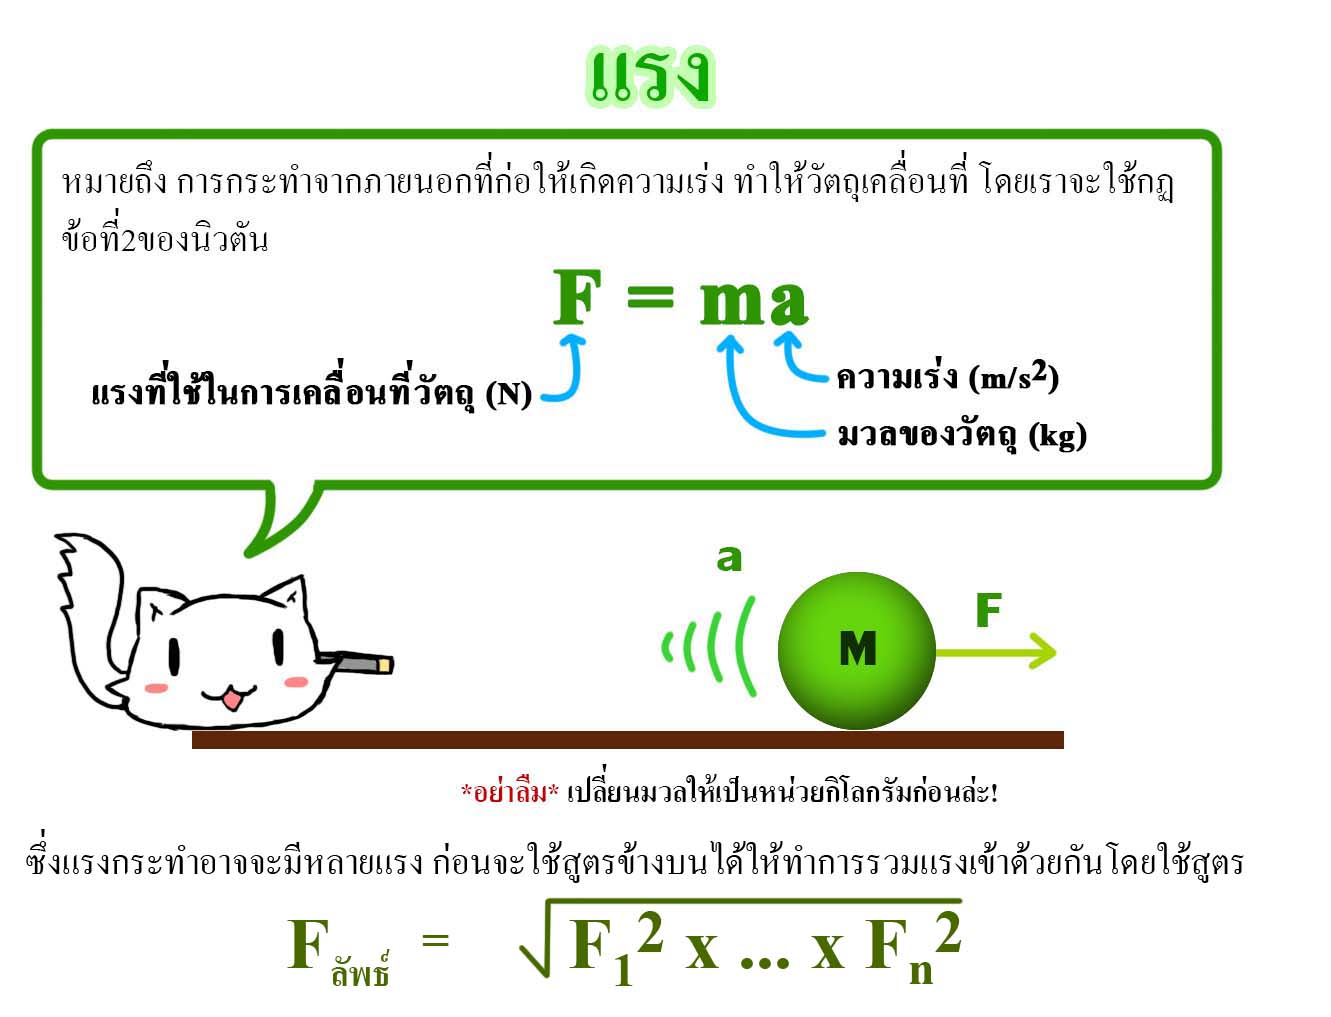 แรง
หมายถึง การกระทำจากภายนอกที่ก่อให้เกิดความเร่ง ทำให้วัตถุเคลื่อนที่ โดยเราจะใช้กฏ
ข้อที่2ของนิวตัน
F = ma
แรงที่ใช้ในการเคลื่อนที่วัตถุ (N)
ความเร่ง (m/s²)
มวลของวัตถุ (kg)
a
F
M
*อย่าลืม* เปลี่ยนมวลให้เป็นหน่วยกิโลกรัมก่อนล่ะ!
ซึ่งแรงกระทำอาจจะมีหลายแรง ก่อนจะใช้สูตรข้างบนได้ให้ทำการรวมแรงเข้าด้วยกันโดยใช้สูตร
Fลัพธ์ = √F₁² x ... x Fₙ²